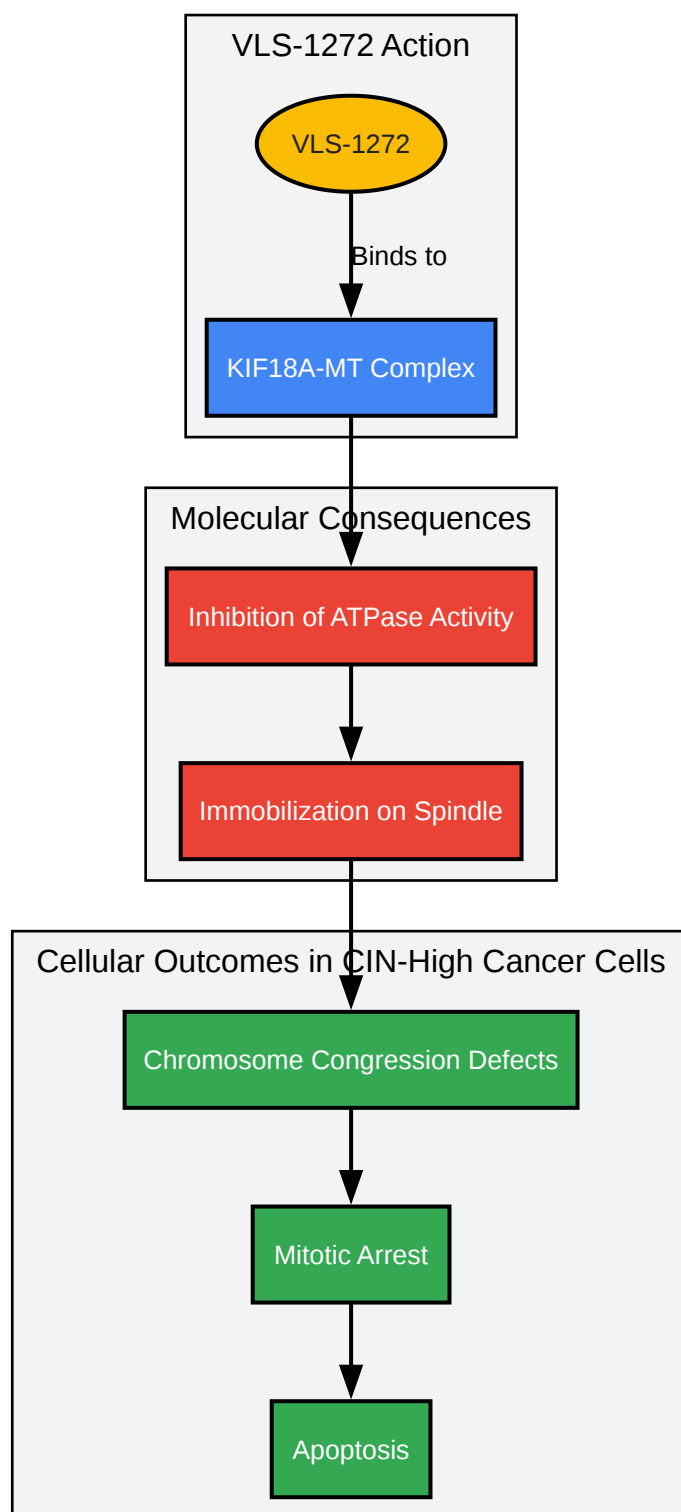 VLS-1272 Action
VLS-1272
Binds to
KIF18A-MT Complex
Molecular Consequences
Inhibition of ATPase Activity
Immobilization on Spindle
Cellular Outcomes in CIN-High Cancer Cells
Chromosome Congression Defects
Mitotic Arrest
Apoptosis